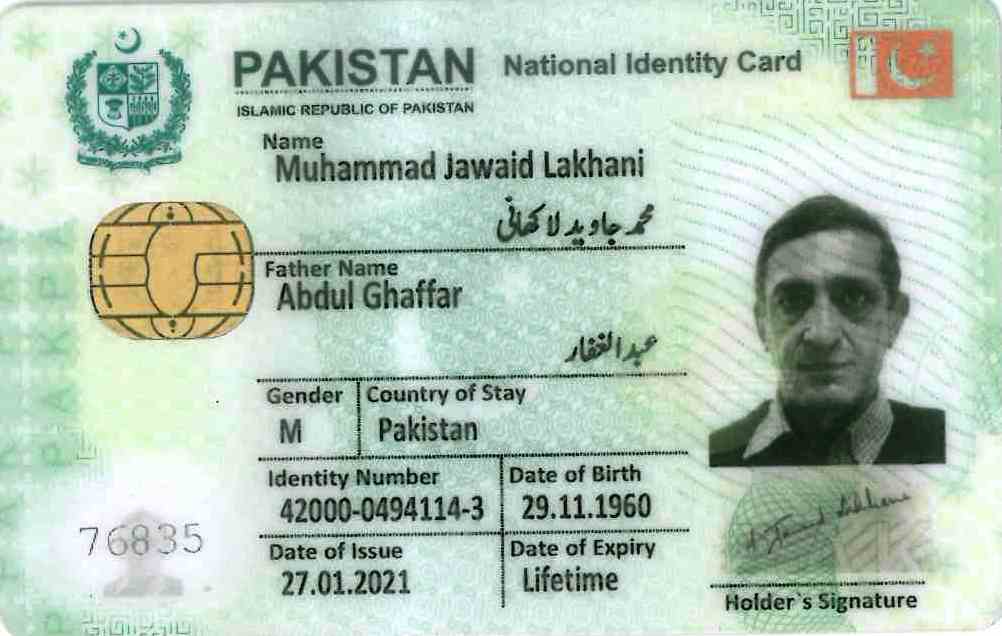 PAKISTAN National Identity Card
ISLAMIC REPUBLIC OF PAKISTAN
Name
Muhammad Jawaid Lakhani
محمد جاوید لاکھانی
Father Name
Abdul Ghaffar
عبدالغفار
Gender Country of Stay
M Pakistan
Identity Number Date of Birth
42000-0494114-3 29.11.1960
Date of Issue Date of Expiry
27.01.2021 Lifetime
76835
Holder`s Signature